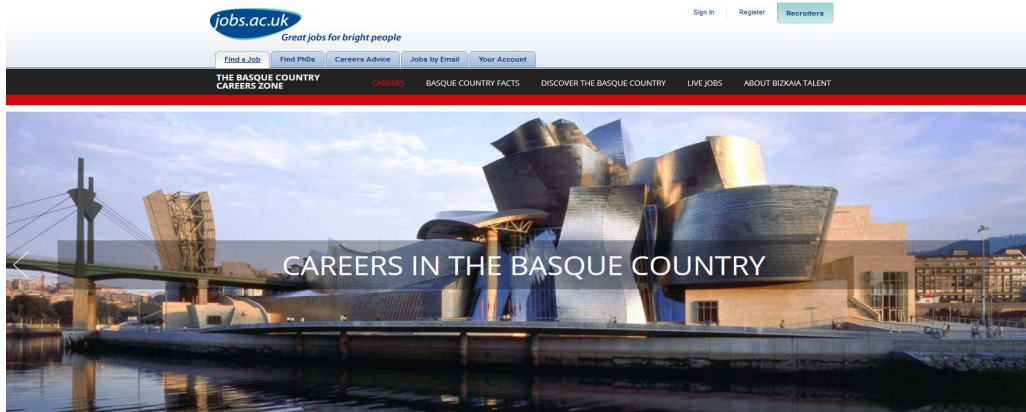 jobs.ac.uk
Great jobs for bright people
Sign In Register Recruiters
Find a Job Find PhDs Careers Advice Jobs by Email Your Account
THE BASQUE COUNTRY
CAREERS ZONE
CAREERS BASQUE COUNTRY FACTS DISCOVER THE BASQUE COUNTRY LIVE JOBS ABOUT BIZKAIA TALENT
CAREERS IN THE BASQUE COUNTRY